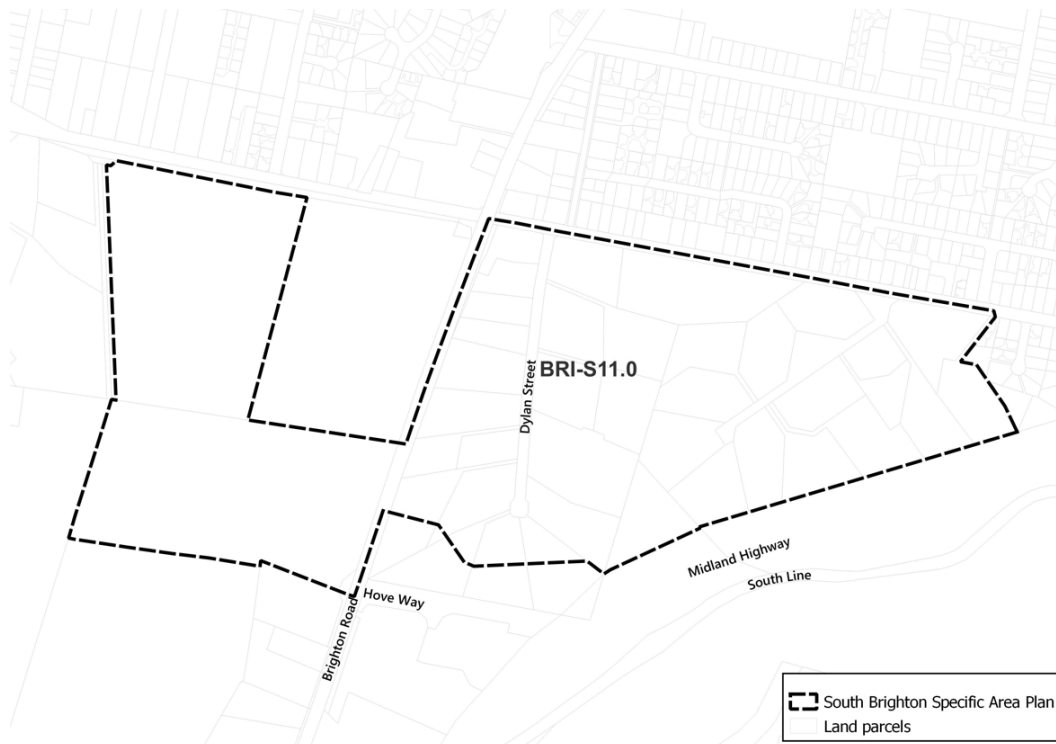 BRI-S11.0
Dylan Street
Midland Highway
South Line
Hove Way
Brighton Road
South Brighton Specific Area Plan
Land parcels